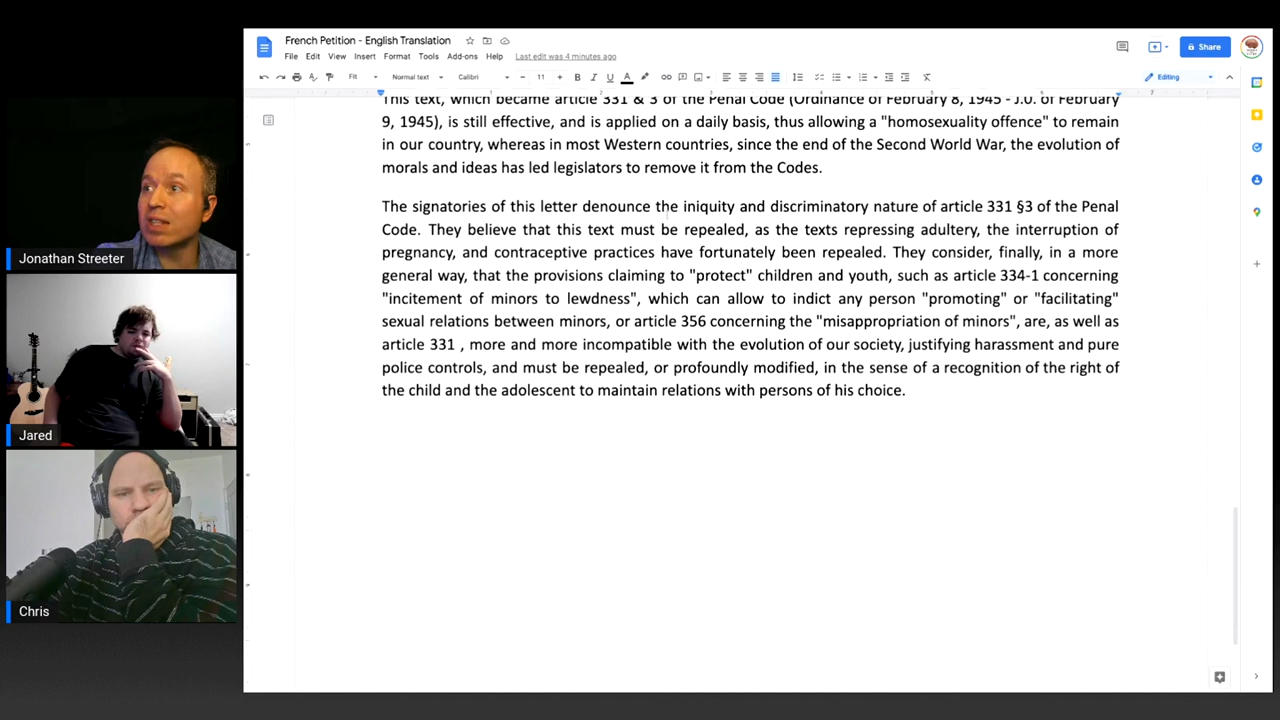 French Petition - English Translation
File Edit View Insert Format Tools Add-ons Help Last edit was 4 minutes ago
Share
Fit Normal text Calibri - 11 + B I U A Editing
This text, which became article 331 & 3 of the Penal Code (Ordinance of February 8, 1945 - J.O. of February
9, 1945), is still effective, and is applied on a daily basis, thus allowing a "homosexuality offence" to remain
in our country, whereas in most Western countries, since the end of the Second World War, the evolution of
morals and ideas has led legislators to remove it from the Codes.
The signatories of this letter denounce the iniquity and discriminatory nature of article 331 §3 of the Penal
Code. They believe that this text must be repealed, as the texts repressing adultery, the interruption of
pregnancy, and contraceptive practices have fortunately been repealed. They consider, finally, in a more
general way, that the provisions claiming to "protect" children and youth, such as article 334-1 concerning
"incitement of minors to lewdness", which can allow to indict any person "promoting" or "facilitating"
sexual relations between minors, or article 356 concerning the "misappropriation of minors", are, as well as
article 331 , more and more incompatible with the evolution of our society, justifying harassment and pure
police controls, and must be repealed, or profoundly modified, in the sense of a recognition of the right of
the child and the adolescent to maintain relations with persons of his choice.
Jonathan Streeter
Jared
Chris